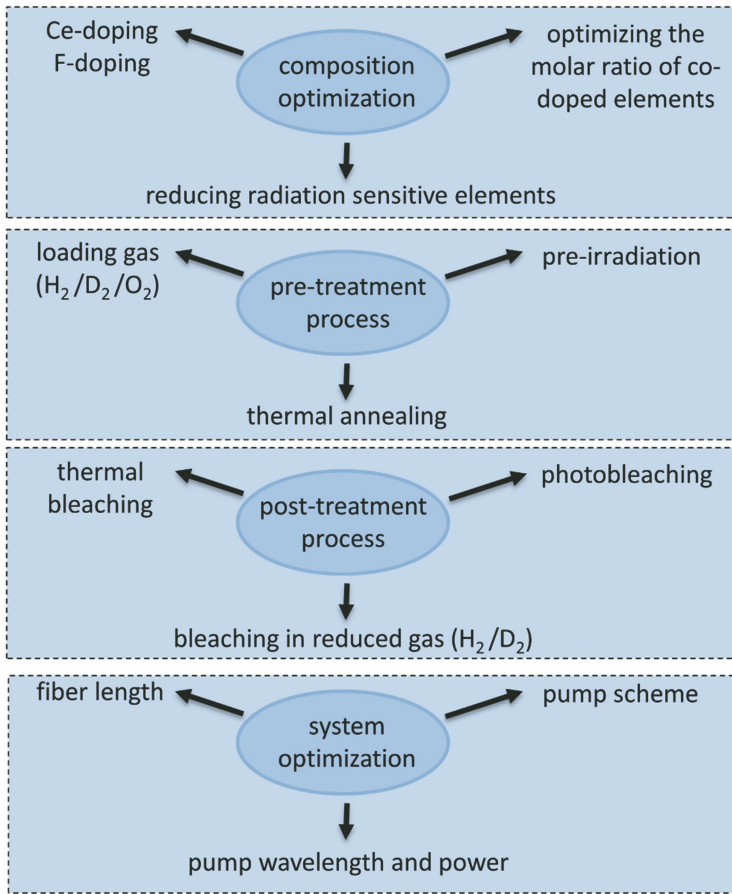 Ce-doping
F-doping
composition
optimization
optimizing the
molar ratio of co-
doped elements
reducing radiation sensitive elements
loading gas
(H₂/D₂/O₂)
pre-treatment
process
pre-irradiation
thermal annealing
thermal
bleaching
post-treatment
process
photobleaching
bleaching in reduced gas (H₂/D₂)
fiber length
system
optimization
pump scheme
pump wavelength and power